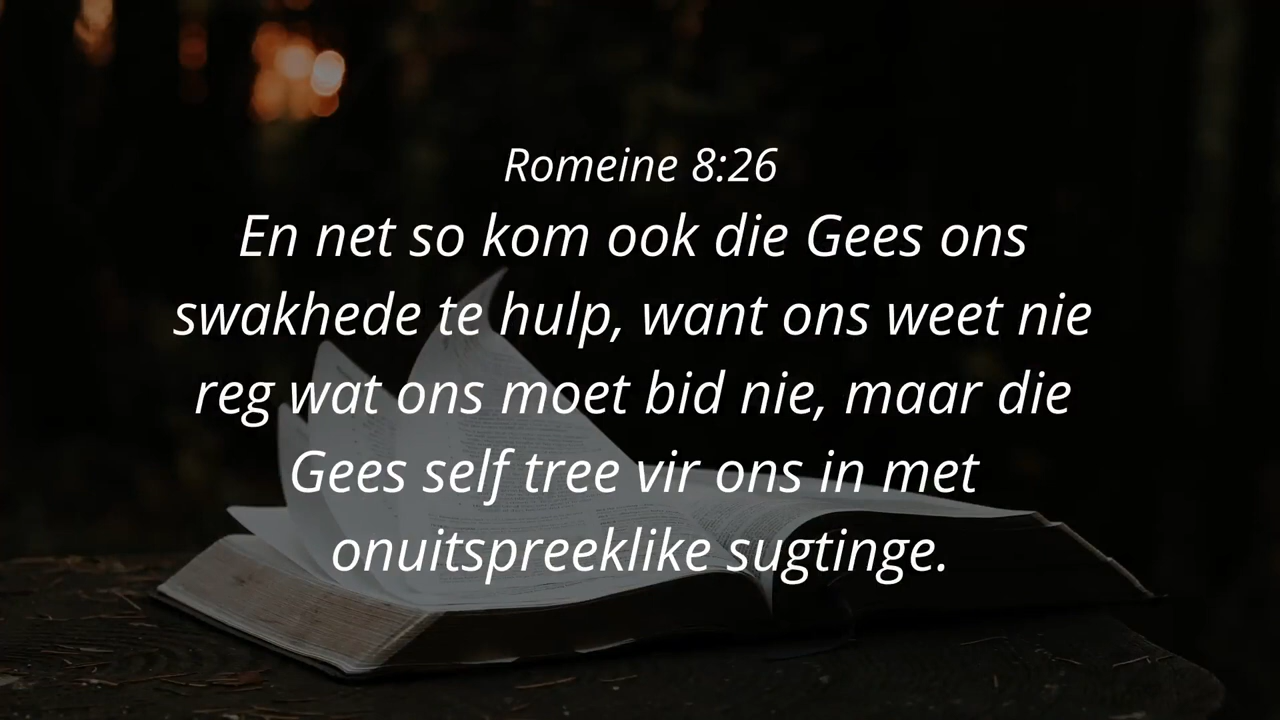 Romeine 8:26
En net so kom ook die Gees ons
swakhede te hulp, want ons weet nie
reg wat ons moet bid nie, maar die
Gees self tree vir ons in met
onuitspreeklike sugtinge.